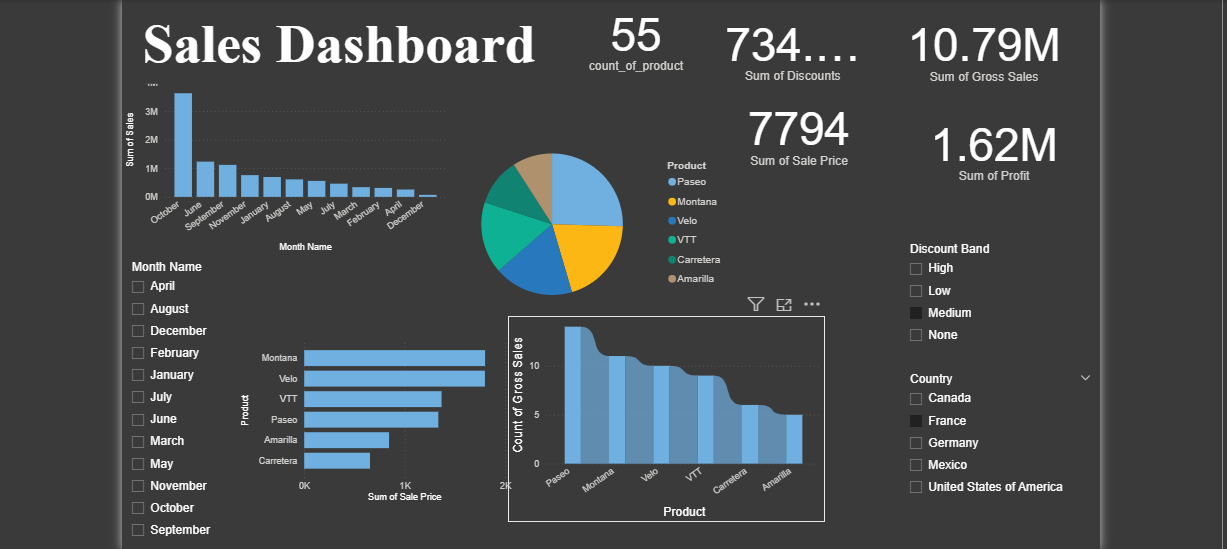 Sales Dashboard
55
count_of_product
734....
Sum of Discounts
10.79M
Sum of Gross Sales
7794
Sum of Sale Price
1.62M
Sum of Profit
Sum of Sales
3M
2M
1M
0M
October
June
September
November
January
August
May
July
March
February
April
December
Month Name
Product
Paseo
Montana
Velo
VTT
Carretera
Amarilla
Month Name
April
August
December
February
January
July
June
March
May
November
October
September
Product
Montana
Velo
VTT
Paseo
Amarilla
Carretera
0K
1K
2K
Sum of Sale Price
Count of Gross Sales
10
5
0
Paseo
Montana
Velo
VTT
Carretera
Amarilla
Product
Discount Band
High
Low
Medium
None
Country
Canada
France
Germany
Mexico
United States of America